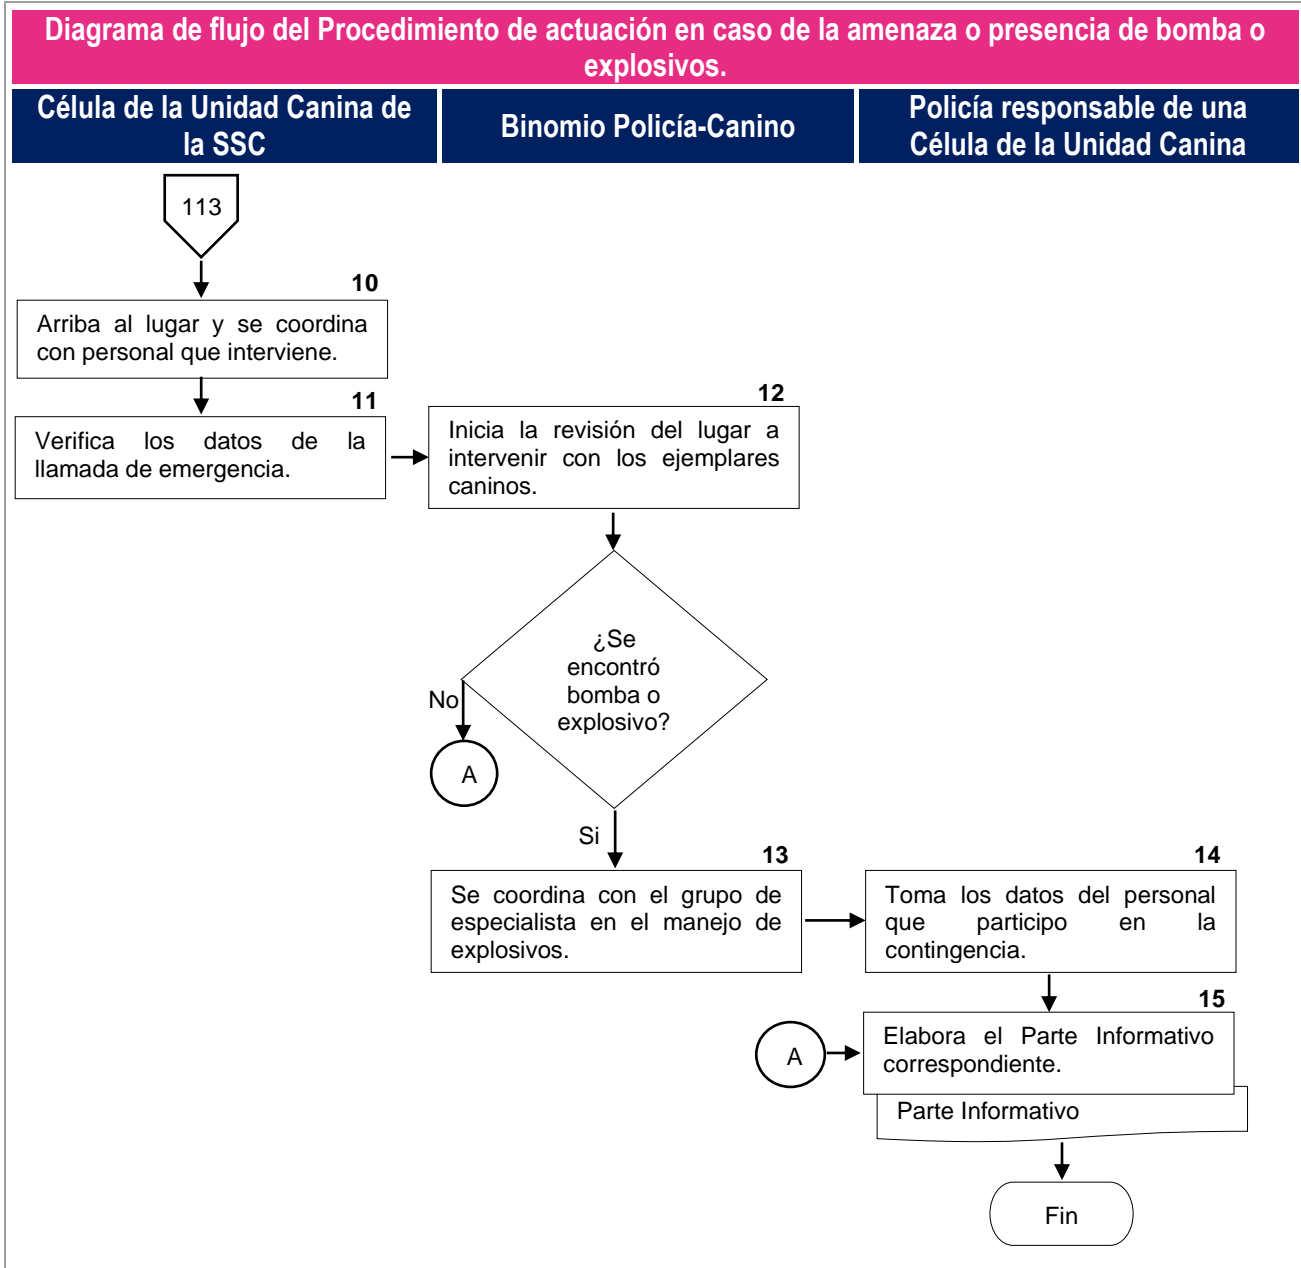 Diagrama de flujo del Procedimiento de actuación en caso de la amenaza o presencia de bomba o
explosivos.
Célula de la Unidad Canina de
la SSC
Binomio Policía-Canino
Policía responsable de una
Célula de la Unidad Canina
113
10
Arriba al lugar y se coordina
con personal que interviene.
11
Verifica los datos de la
llamada de emergencia.
12
Inicia la revisión del lugar a
intervenir con los ejemplares
caninos.
¿Se
encontró
bomba o
explosivo?
No
A
Si
13
Se coordina con el grupo de
especialista en el manejo de
explosivos.
14
Toma los datos del personal
que participo en la
contingencia.
15
A
Elabora el Parte Informativo
correspondiente.
Parte Informativo
Fin